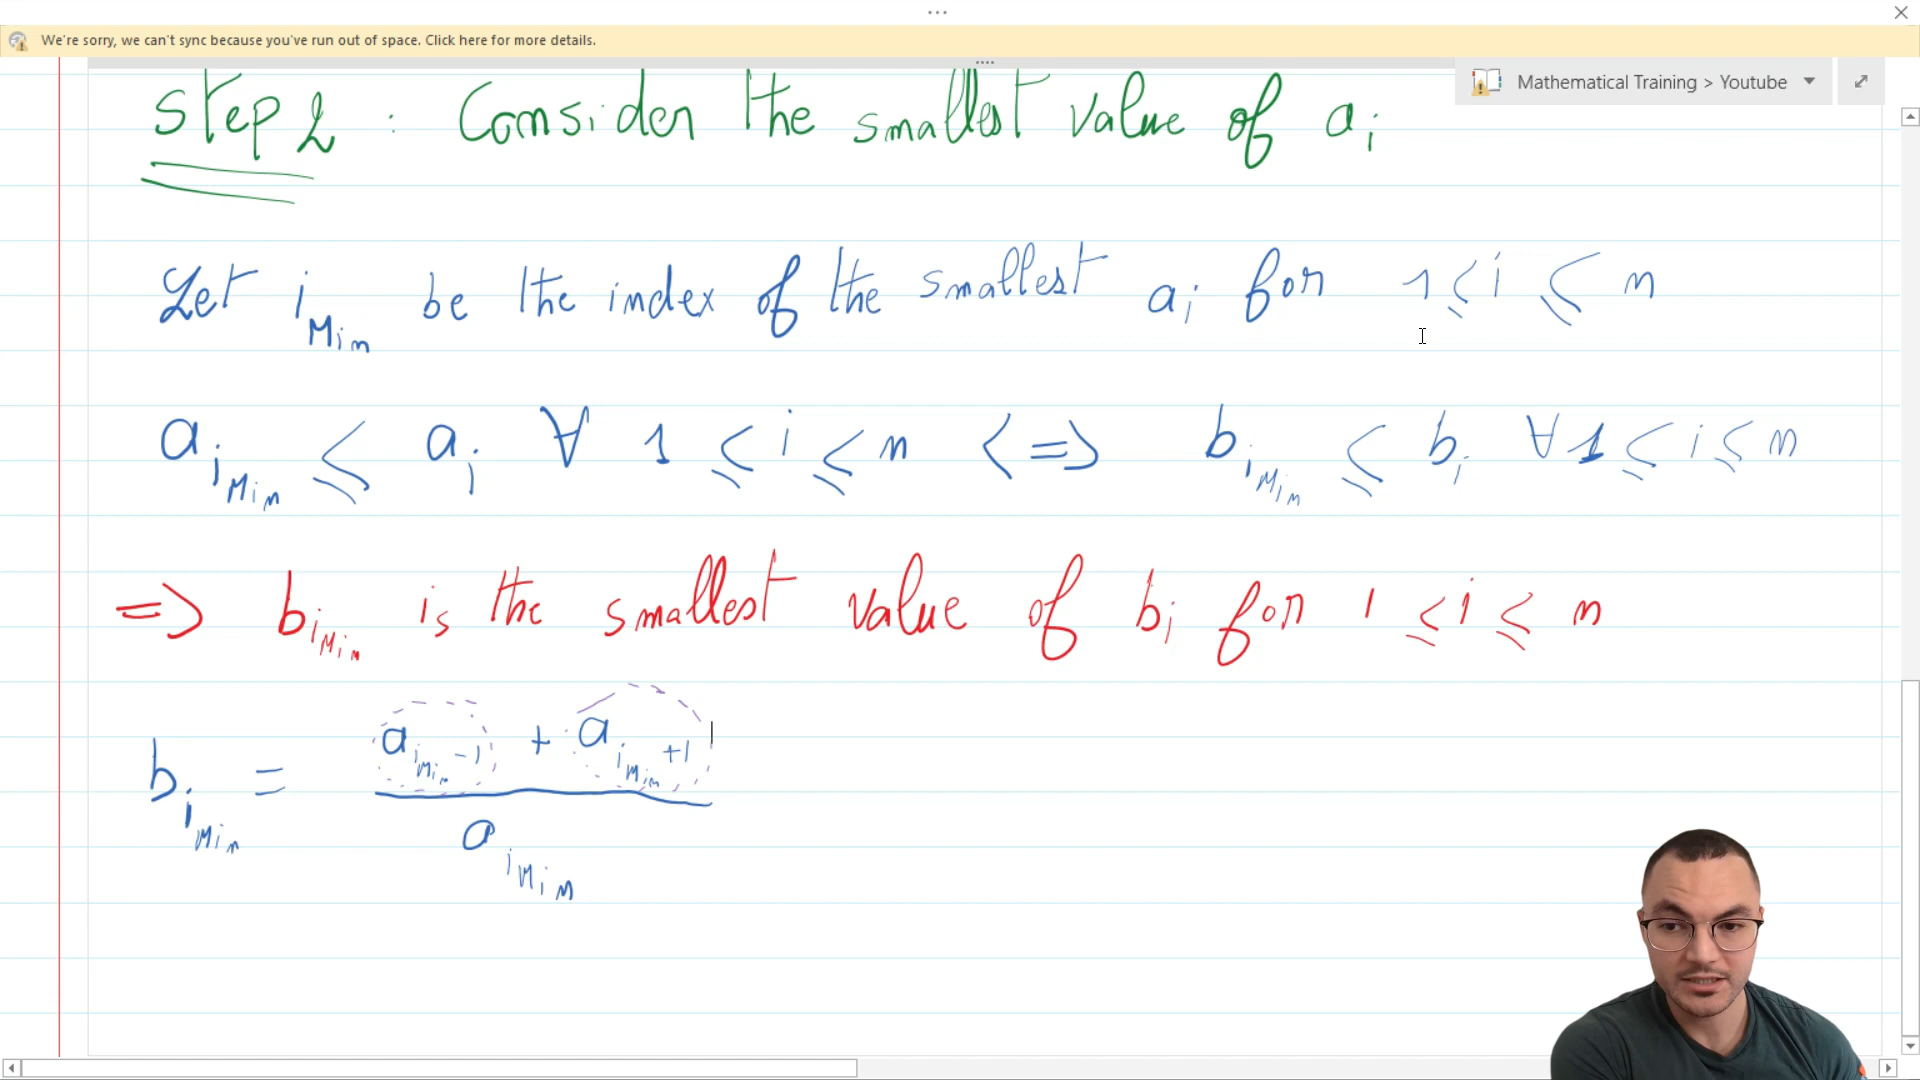 We're sorry, we can't sync because you've run out of space. Click here for more details.
Mathematical Training > Youtube
Step 2 : Consider the smallest value of a_i
Let i_Min be the index of the smallest a_i for 1 ≤ i ≤ n
a_{i_Min} ≤ a_i ∀ 1 ≤ i ≤ n <=> b_{i_Min} ≤ b_i ∀ 1 ≤ i ≤ n
=> b_{i_Min} is the smallest value of b_i for 1 ≤ i ≤ n
b_{i_Min} = (a_{i_Min -1} + a_{i_Min +1}) / a_{i_Min}